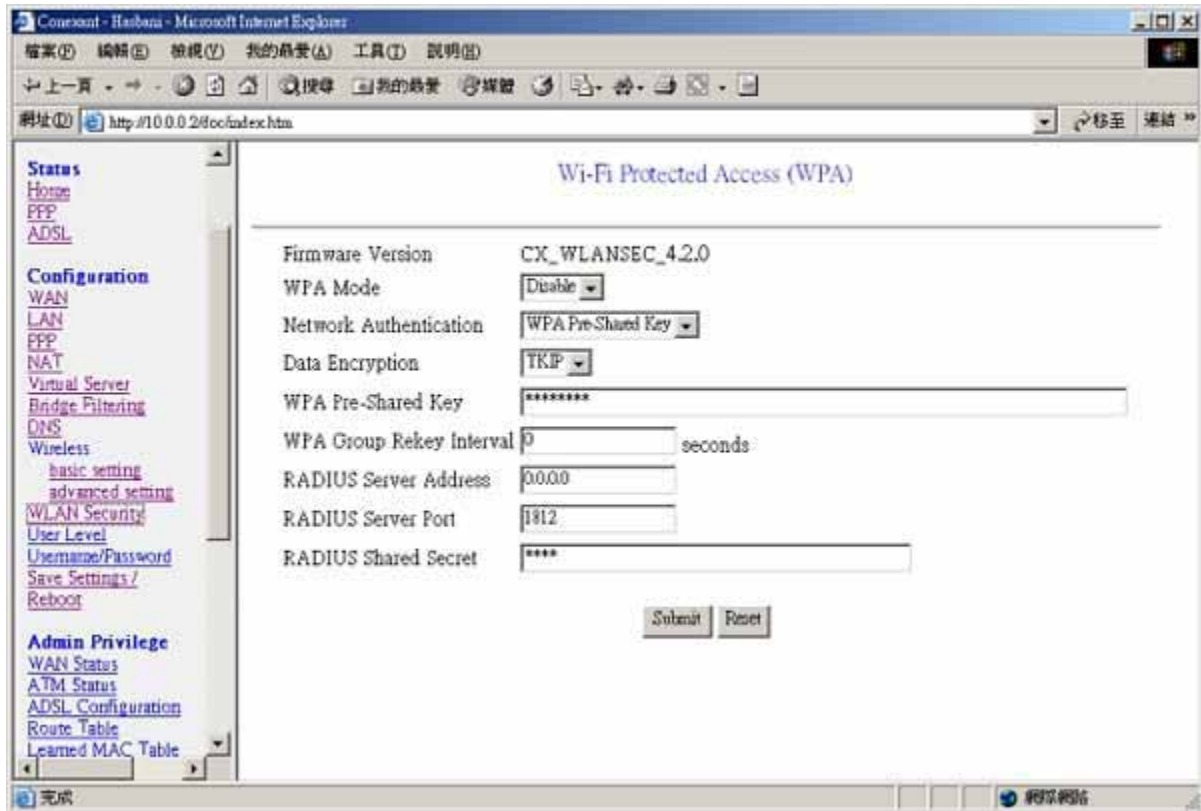 Conexant - Hasbani - Microsoft Internet Explorer
檔案(F) 編輯(E) 檢視(V) 我的最愛(A) 工具(T) 說明(H)
上一頁 搜尋 我的最愛 媒體
網址(D) http://10.0.0.2/doc/index.htm 移至 連結 »
Status
Home
PPP
ADSL
Configuration
WAN
LAN
PPP
NAT
Virtual Server
Bridge Filtering
DNS
Wireless
basic setting
advanced setting
WLAN Security
User Level
Username/Password
Save Settings /
Reboot
Admin Privilege
WAN Status
ATM Status
ADSL Configuration
Route Table
Learned MAC Table
Wi-Fi Protected Access (WPA)
Firmware Version CX_WLANSEC_4.2.0
WPA Mode Disable
Network Authentication WPA Pre-Shared Key
Data Encryption TKIP
WPA Pre-Shared Key ********
WPA Group Rekey Interval 0 seconds
RADIUS Server Address 0.0.0.0
RADIUS Server Port 1812
RADIUS Shared Secret ****
Submit Reset
完成 網際網路